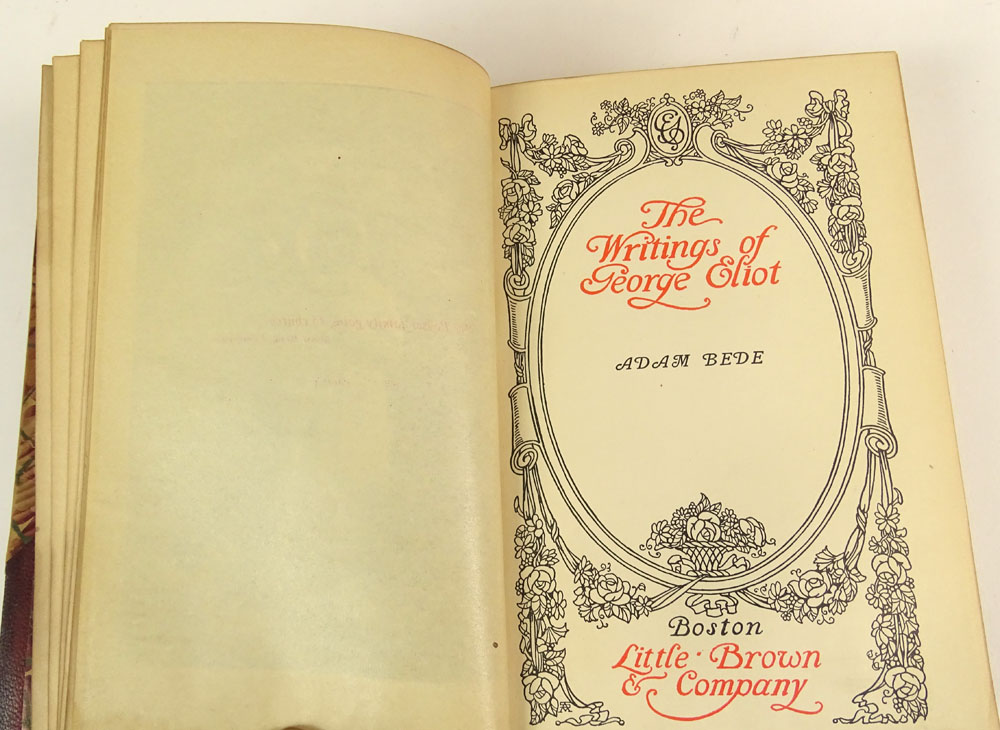 The
Writings of
George Eliot
ADAM BEDE
Boston
Little · Brown
& Company